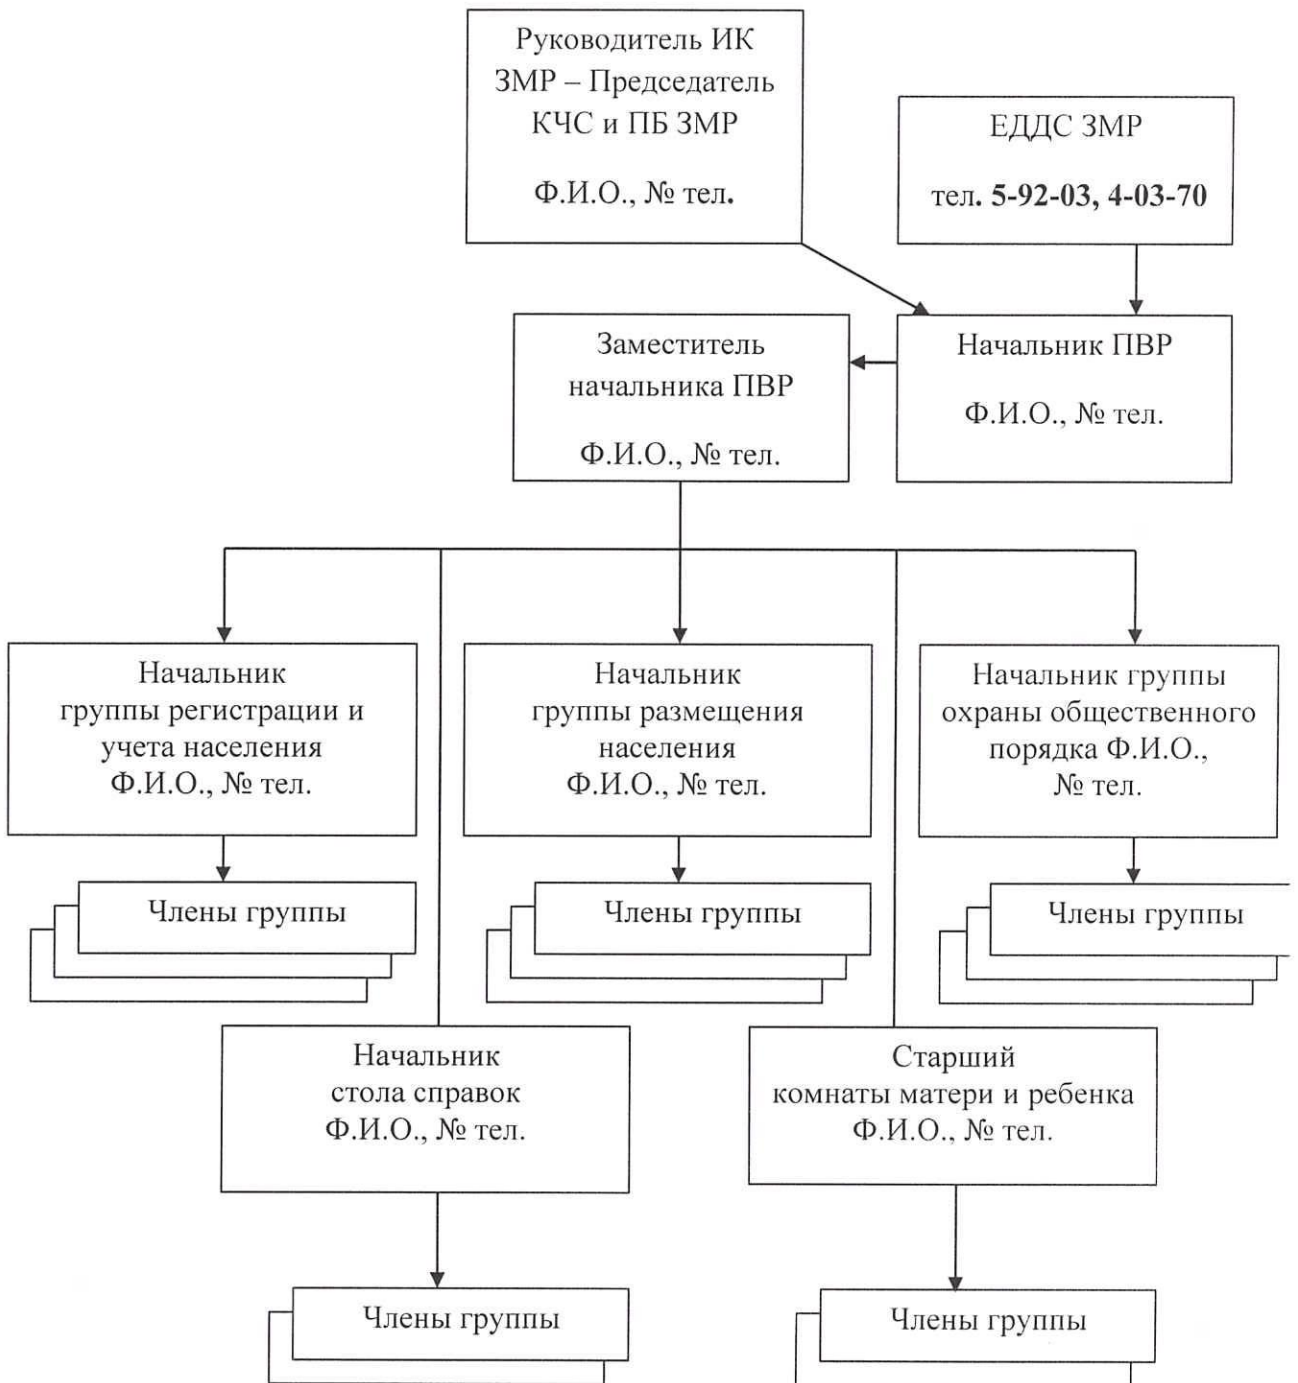 Руководитель ИК
ЗМР – Председатель
КЧС и ПБ ЗМР
Ф.И.О., № тел.
ЕДДС ЗМР
тел. 5-92-03, 4-03-70
Заместитель
начальника ПВР
Ф.И.О., № тел.
Начальник ПВР
Ф.И.О., № тел.
Начальник
группы регистрации и
учета населения
Ф.И.О., № тел.
Начальник
группы размещения
населения
Ф.И.О., № тел.
Начальник группы
охраны общественного
порядка Ф.И.О.,
№ тел.
Члены группы
Члены группы
Члены группы
Начальник
стола справок
Ф.И.О., № тел.
Старший
комнаты матери и ребенка
Ф.И.О., № тел.
Члены группы
Члены группы